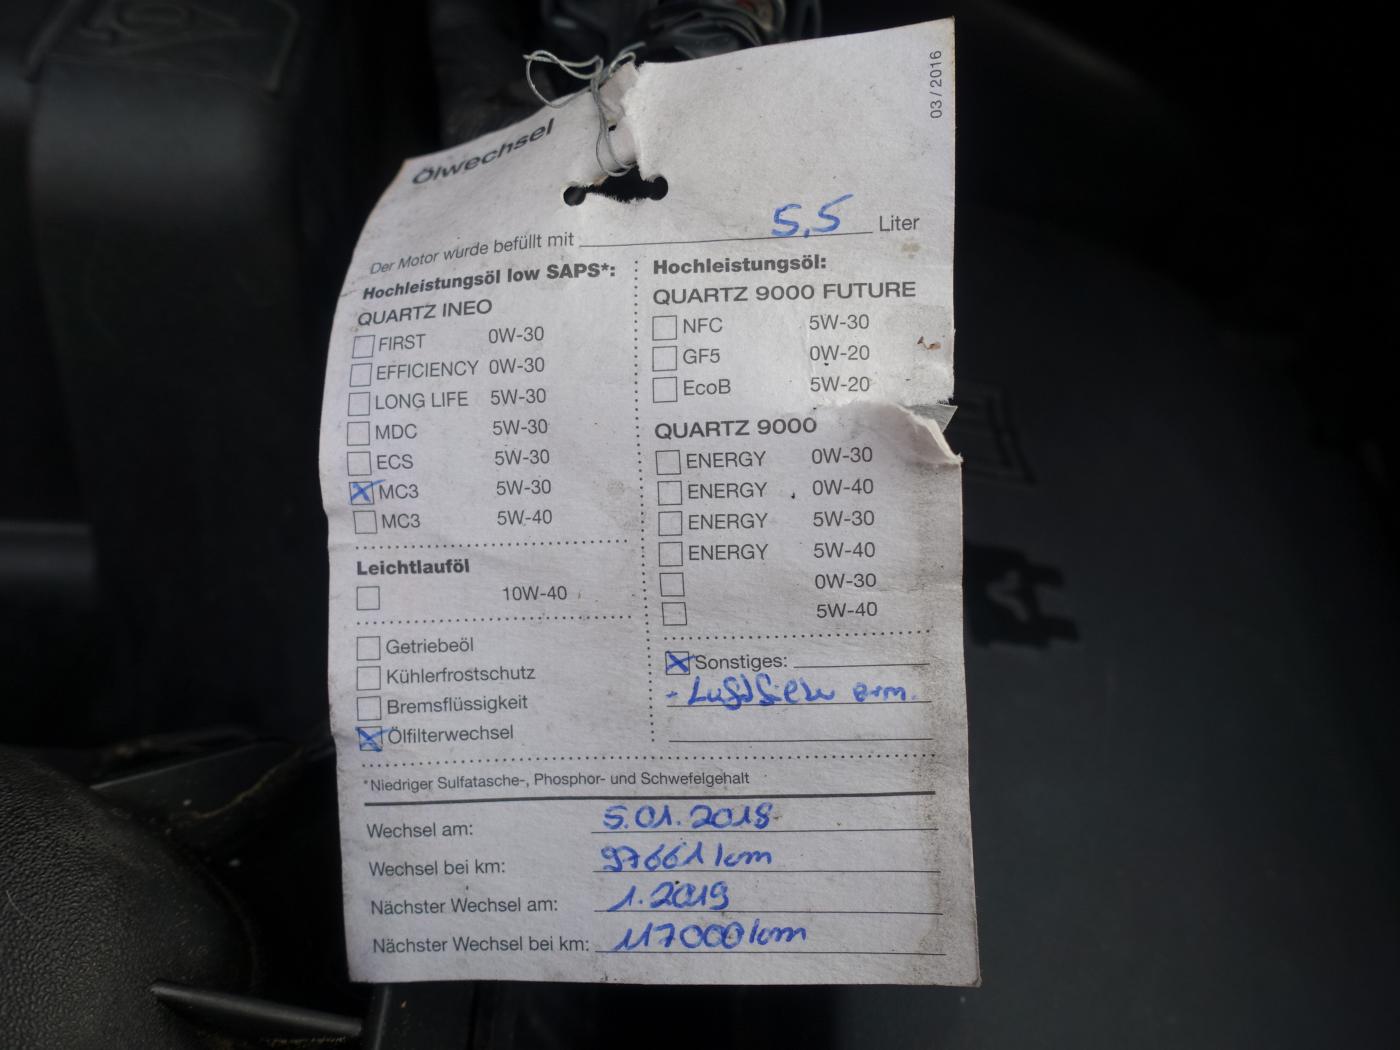 03/2016
Ölwechsel
Der Motor wurde befüllt mit 5,5 Liter
Hochleistungsöl low SAPS*:
QUARTZ INEO
FIRST 0W-30
EFFICIENCY 0W-30
LONG LIFE 5W-30
MDC 5W-30
ECS 5W-30
MC3 5W-30
MC3 5W-40
Leichtlauföl
10W-40
Getriebeöl
Kühlerfrostschutz
Bremsflüssigkeit
Ölfilterwechsel
Hochleistungsöl:
QUARTZ 9000 FUTURE
NFC 5W-30
GF5 0W-20
EcoB 5W-20
QUARTZ 9000
ENERGY 0W-30
ENERGY 0W-40
ENERGY 5W-30
ENERGY 5W-40
0W-30
5W-40
Sonstiges:
- Luftfilter
*Niedriger Sulfatasche-, Phosphor- und Schwefelgehalt
Wechsel am: 5.01.2018
Wechsel bei km: 97661 km
Nächster Wechsel am: 1.2019
Nächster Wechsel bei km: 117000 km